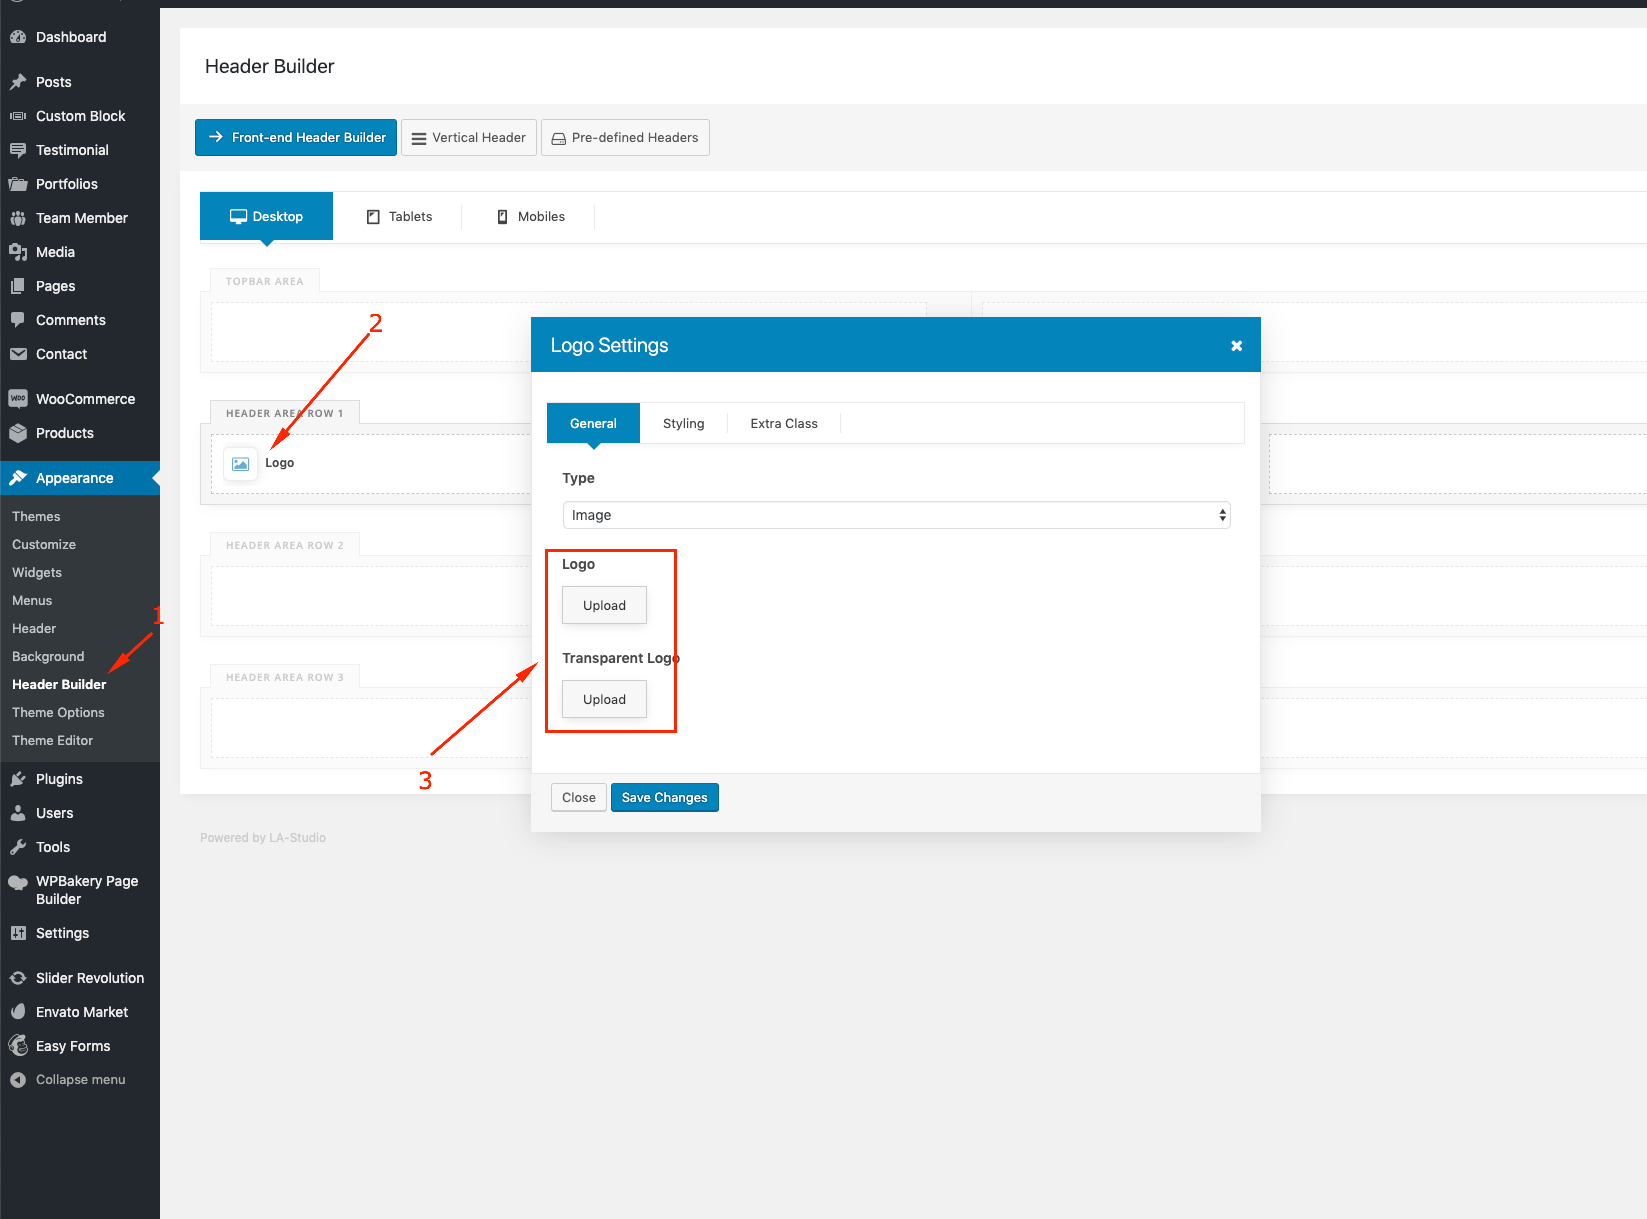 Dashboard
Posts
Custom Block
Testimonial
Portfolios
Team Member
Media
Pages
Comments
Contact
WooCommerce
Products
Appearance
Themes
Customize
Widgets
Menus
Header
Background
Header Builder
Theme Options
Theme Editor
Plugins
Users
Tools
WPBakery Page
Builder
Settings
Slider Revolution
Envato Market
Easy Forms
Collapse menu
1
Header Builder
Front-end Header Builder
Vertical Header
Pre-defined Headers
Desktop
Tablets
Mobiles
TOPBAR AREA
2
HEADER AREA ROW 1
Logo
HEADER AREA ROW 2
HEADER AREA ROW 3
3
Powered by LA-Studio
Logo Settings
General
Styling
Extra Class
Type
Image
Logo
Upload
Transparent Logo
Upload
Close
Save Changes